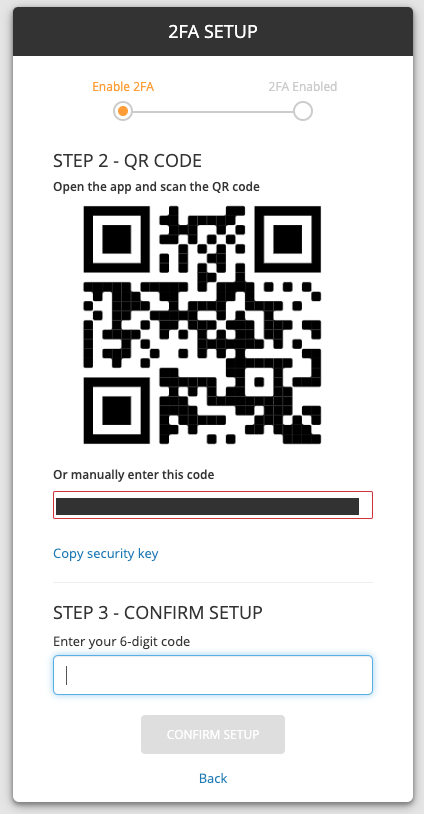 2FA SETUP
Enable 2FA
2FA Enabled
STEP 2 - QR CODE
Open the app and scan the QR code
Or manually enter this code
Copy security key
STEP 3 - CONFIRM SETUP
Enter your 6-digit code
CONFIRM SETUP
Back